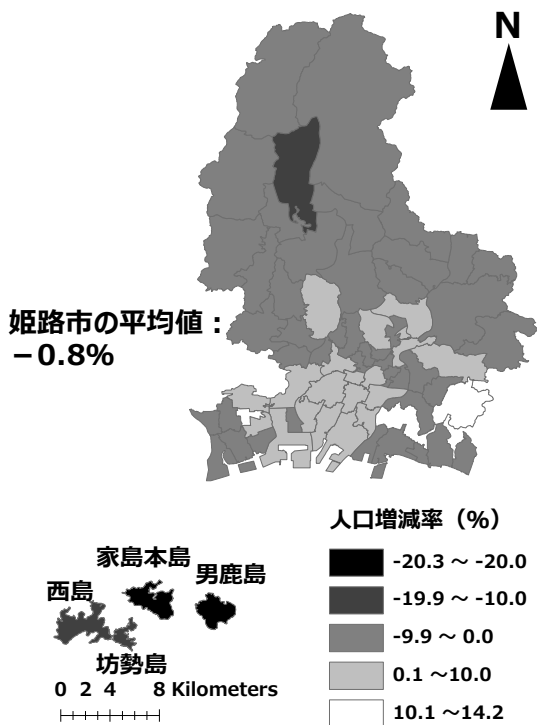 N
姫路市の平均値：
－0.8%
人口増減率（%）
-20.3 ～ -20.0
-19.9 ～ -10.0
-9.9 ～ 0.0
0.1 ～10.0
10.1 ～14.2
家島本島
男鹿島
西島
坊勢島
0 2 4 8 Kilometers